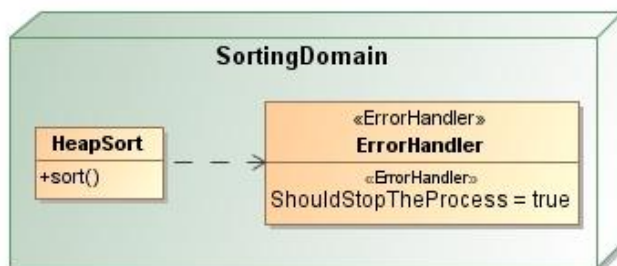 SortingDomain
HeapSort
+sort()
«ErrorHandler»
ErrorHandler
«ErrorHandler»
ShouldStopTheProcess = true